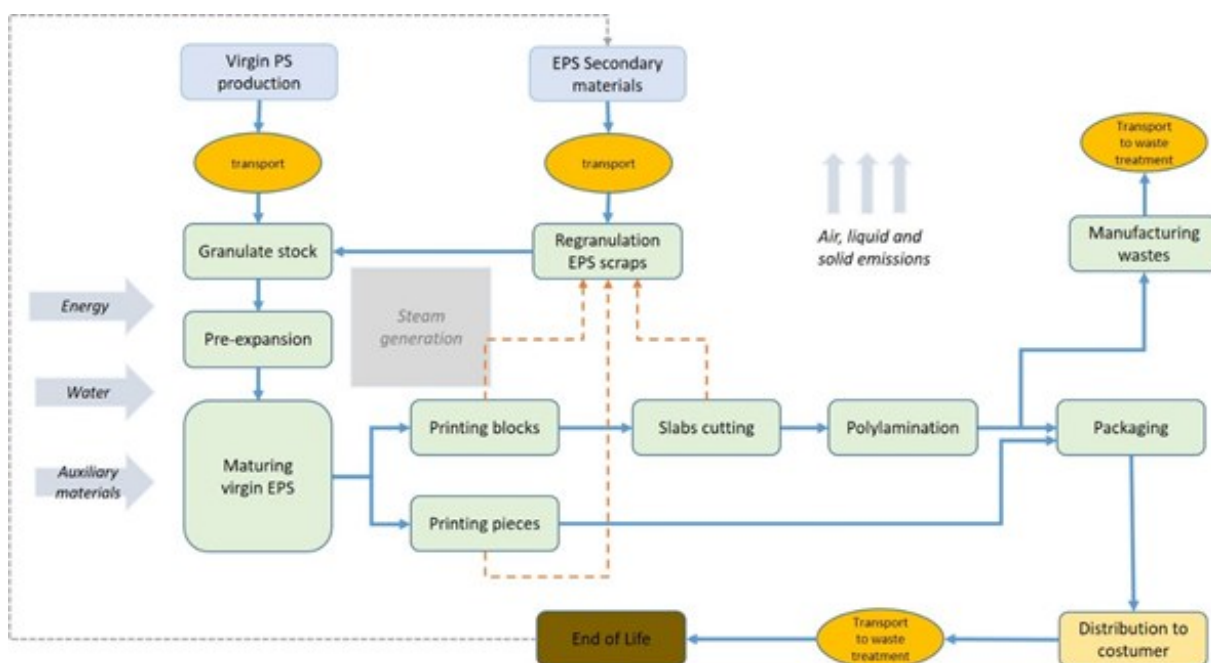 Virgin PS
production
EPS Secondary
materials
transport
transport
Transport
to waste
treatment
Granulate stock
Regranulation
EPS scraps
Air, liquid and
solid emissions
Manufacturing
wastes
Energy
Pre-expansion
Steam
generation
Water
Auxiliary
materials
Maturing
virgin EPS
Printing blocks
Slabs cutting
Polylamination
Packaging
Printing pieces
End of Life
Transport
to waste
treatment
Distribution to
costumer